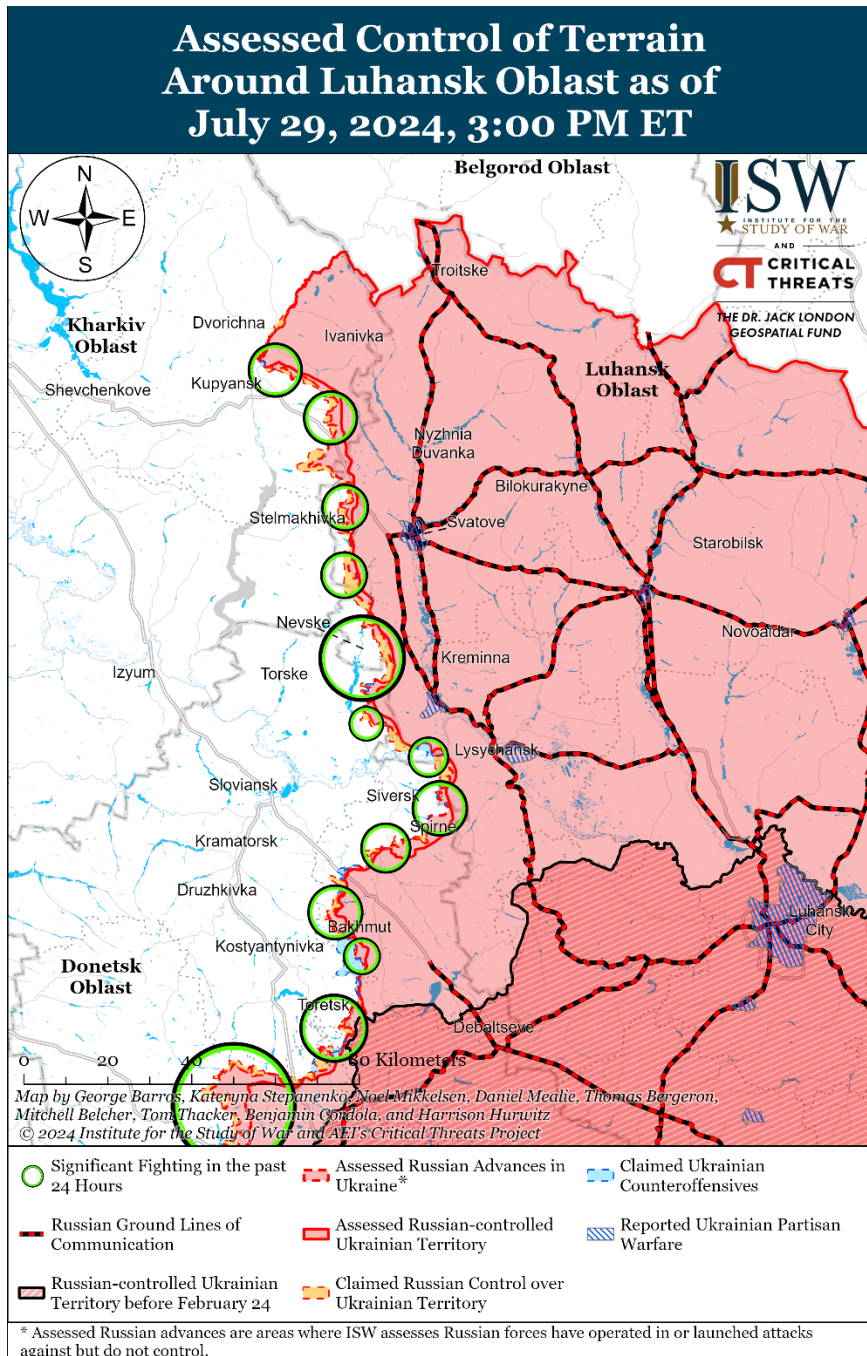 Assessed Control of Terrain
Around Luhansk Oblast as of
July 29, 2024, 3:00 PM ET
Belgorod Oblast
N
W E
S
ISW
INSTITUTE FOR THE
STUDY OF WAR
AND
CT CRITICAL
THREATS
THE DR. JACK LONDON
GEOSPATIAL FUND
Troitske
Dvorichna
Kharkiv
Oblast
Ivanivka
Luhansk
Oblast
Kupyansk
Shevchenkove
Nyzhnia
Duvanka
Bilokurakyne
Stelmakhivka
Svatove
Starobilsk
Nevske
Novoaidar
Kreminna
Izyum
Torske
Lysychansk
Sloviansk
Siversk
Spirne
Kramatorsk
Druzhkivka
Luhansk
City
Bakhmut
Kostyantynivka
Donetsk
Oblast
Toretsk
Debaltseve
0 20 40 80 Kilometers
Map by George Barros, Kateryna Stepanenko, Noel Mikkelsen, Daniel Mealie, Thomas Bergeron,
Mitchell Belcher, Tom Thacker, Benjamin Cordola, and Harrison Hurwitz
© 2024 Institute for the Study of War and AEI's Critical Threats Project
Significant Fighting in the past
24 Hours
Russian Ground Lines of
Communication
Russian-controlled Ukrainian
Territory before February 24
Assessed Russian Advances in
Ukraine*
Assessed Russian-controlled
Ukrainian Territory
Claimed Russian Control over
Ukrainian Territory
Claimed Ukrainian
Counteroffensives
Reported Ukrainian Partisan
Warfare
* Assessed Russian advances are areas where ISW assesses Russian forces have operated in or launched attacks
against but do not control.